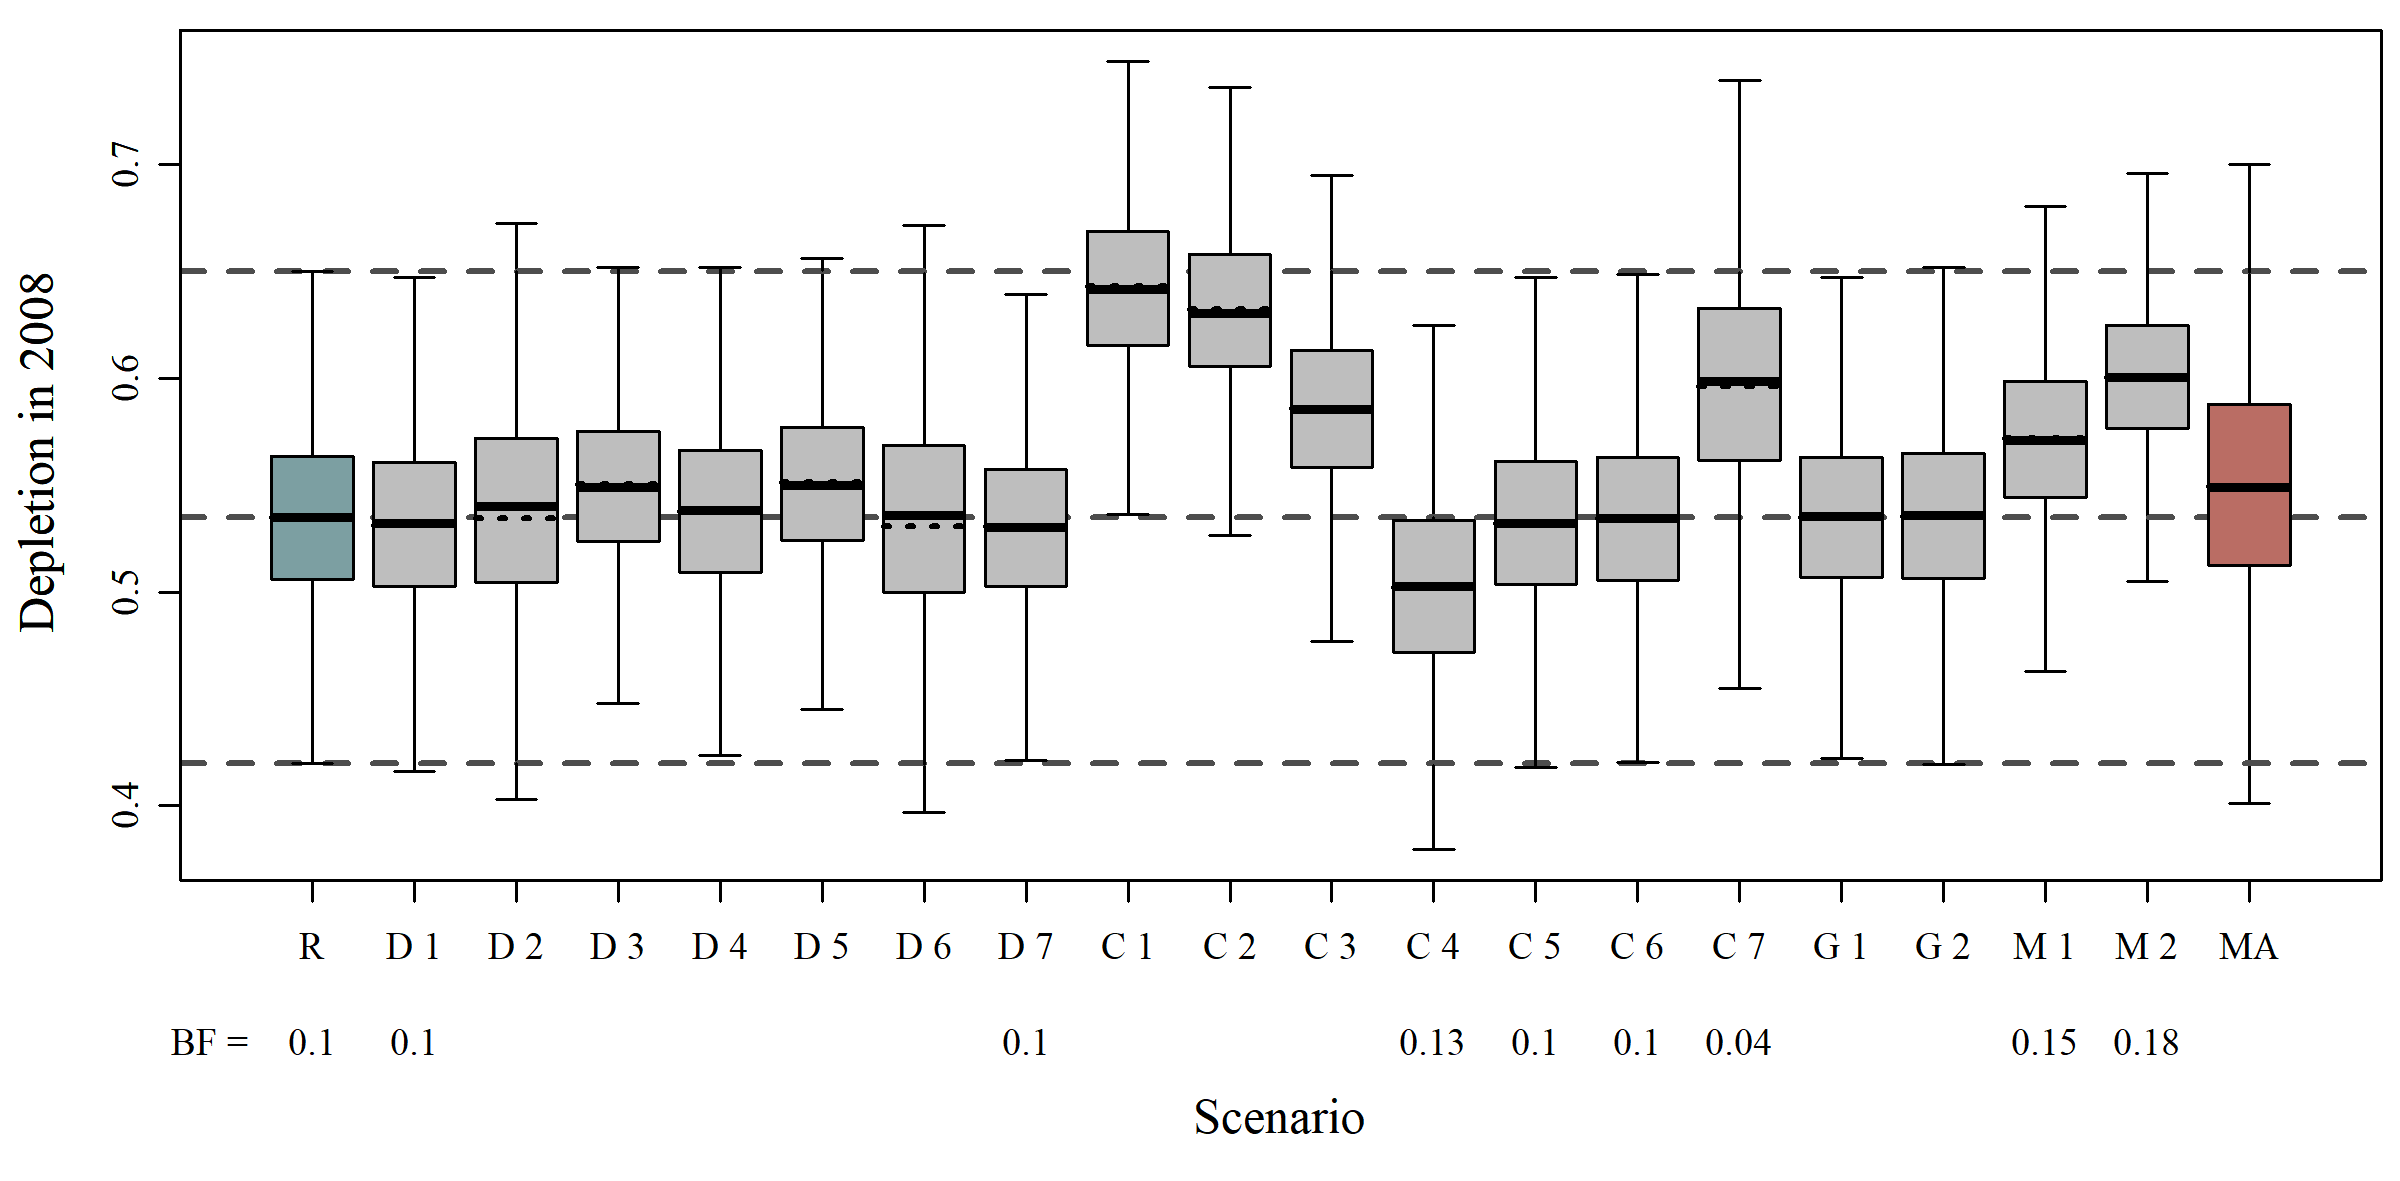 Depletion in 2008
0.7
0.6
0.5
0.4
R D 1 D 2 D 3 D 4 D 5 D 6 D 7 C 1 C 2 C 3 C 4 C 5 C 6 C 7 G 1 G 2 M 1 M 2 MA
BF = 0.1 0.1 0.1 0.13 0.1 0.1 0.04 0.15 0.18
Scenario